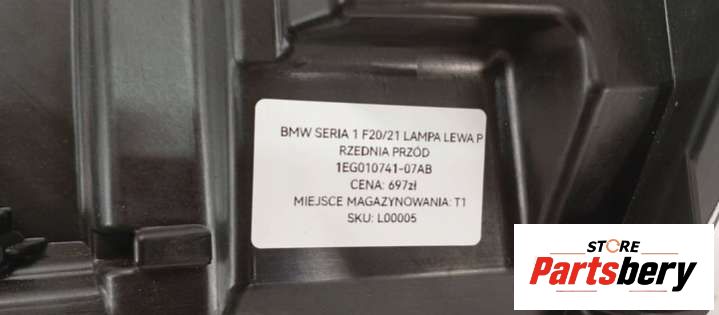 BMW SERIA 1 F20/21 LAMPA LEWA P
RZEDNIA PRZÓD
1EG010741-07AB
CENA: 697zł
MIEJSCE MAGAZYNOWANIA: T1
SKU: L00005
STORE
Partsbery